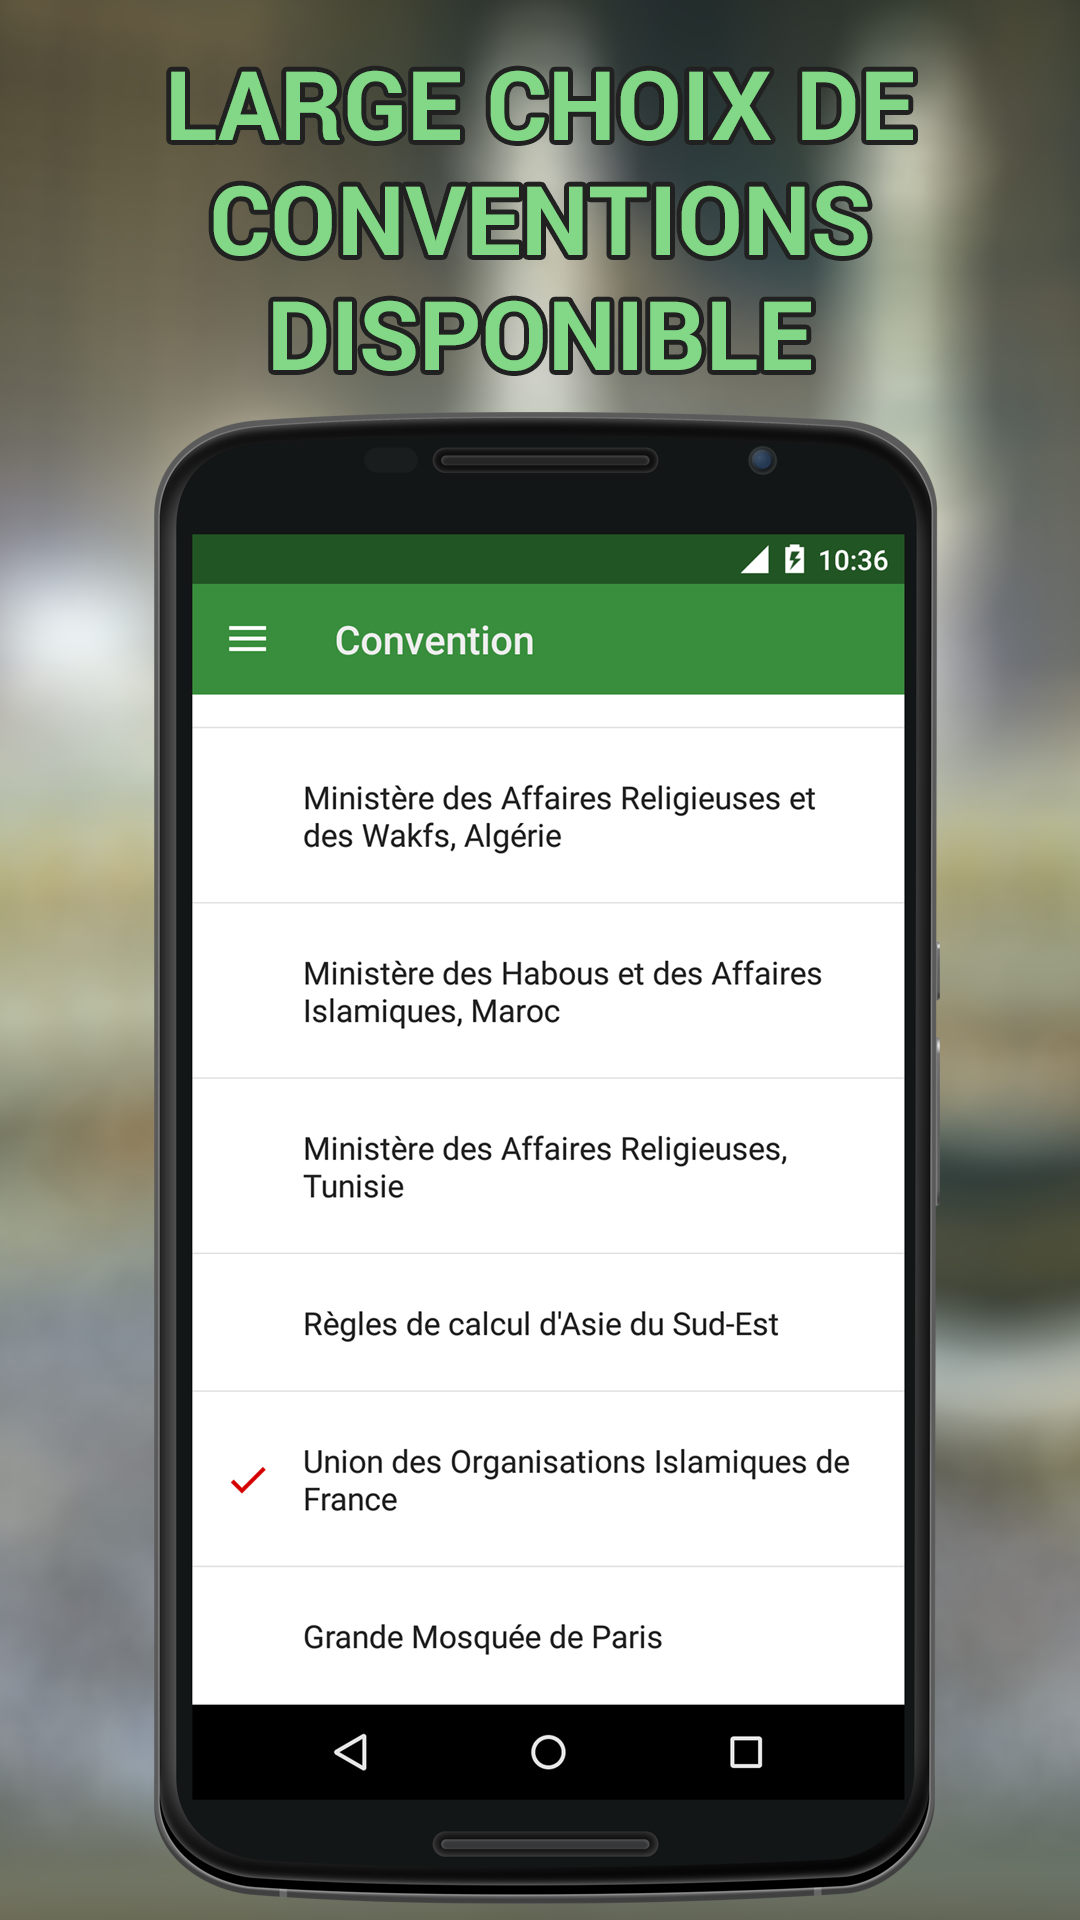 LARGE CHOIX DE
CONVENTIONS
DISPONIBLE
10:36
Convention
Ministère des Affaires Religieuses et
des Wakfs, Algérie
Ministère des Habous et des Affaires
Islamiques, Maroc
Ministère des Affaires Religieuses,
Tunisie
Règles de calcul d'Asie du Sud-Est
Union des Organisations Islamiques de
France
Grande Mosquée de Paris